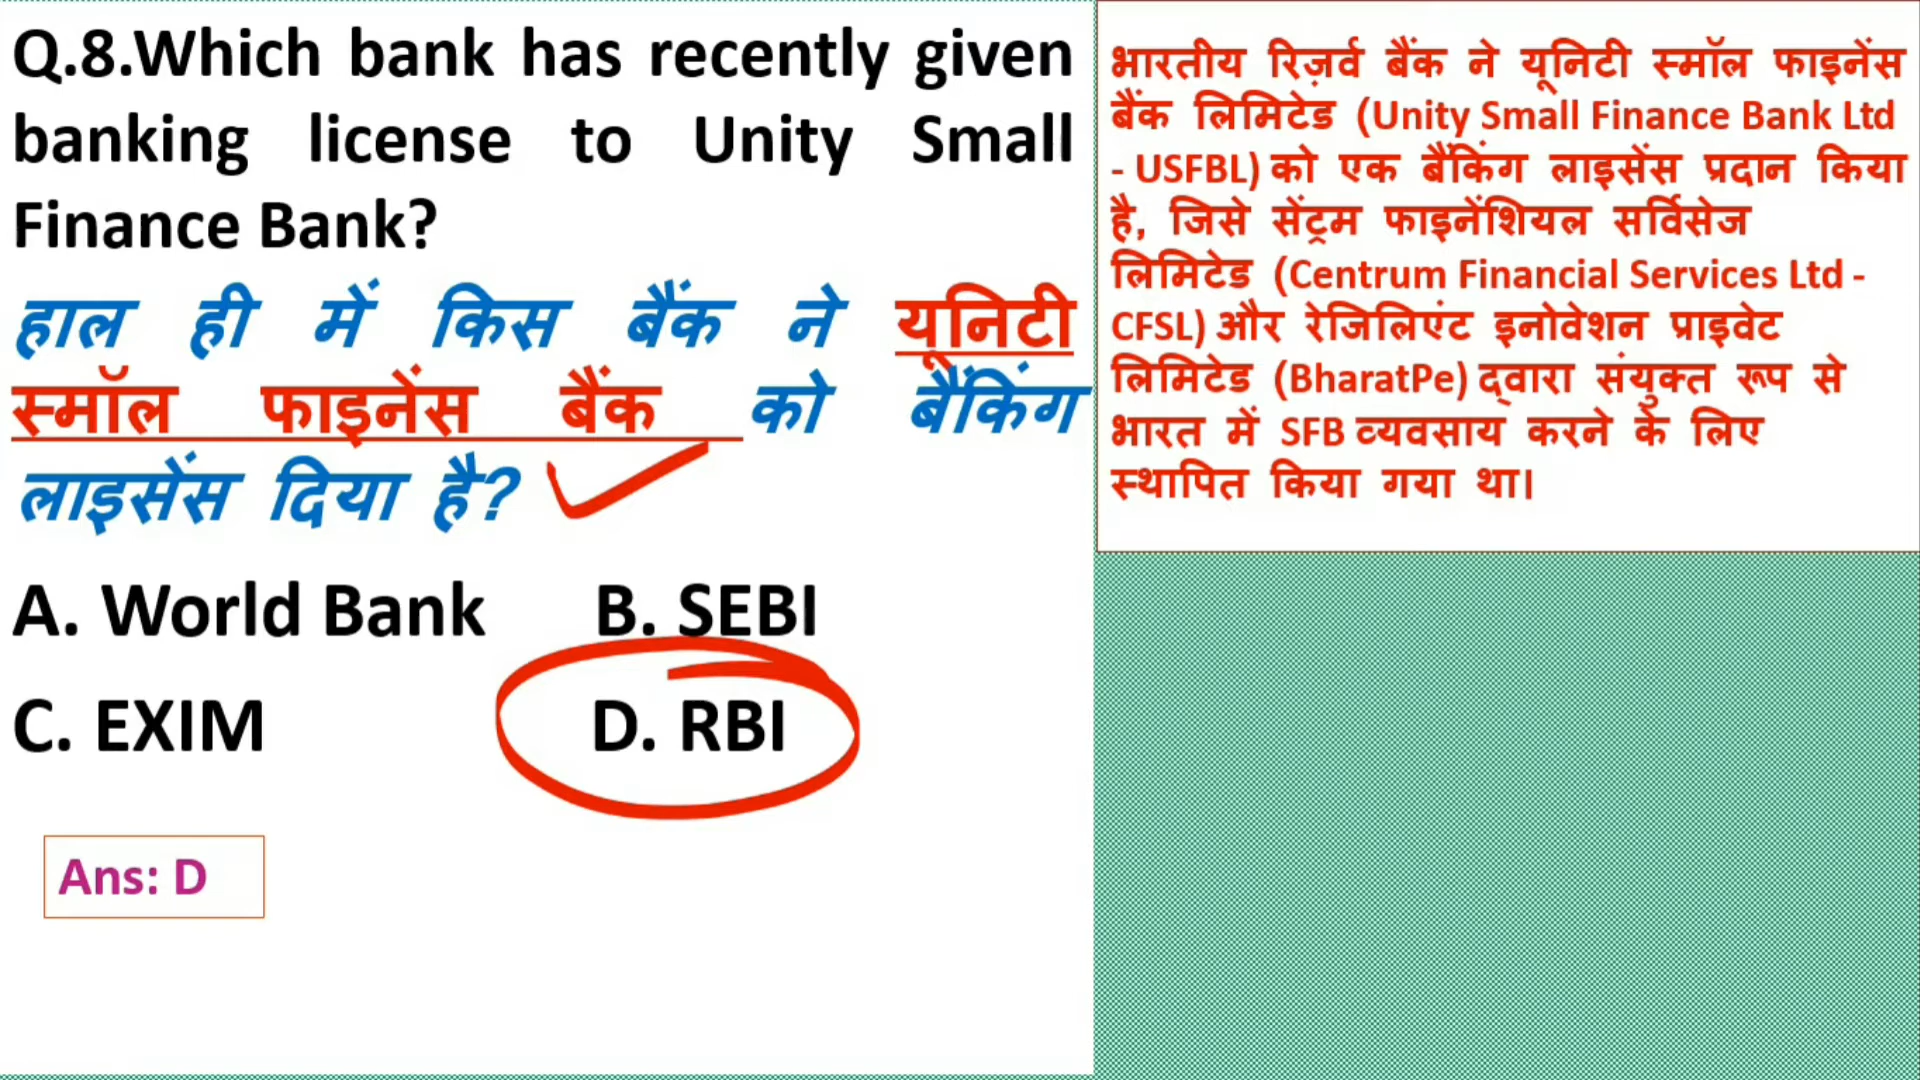 Q.8.Which bank has recently given
banking license to Unity Small
Finance Bank?
हाल ही में किस बैंक ने यूनिटी
स्मॉल फाइनेंस बैंक को बैंकिंग
लाइसेंस दिया है?
A. World Bank B. SEBI
C. EXIM D. RBI
Ans: D
भारतीय रिज़र्व बैंक ने यूनिटी स्मॉल फाइनेंस
बैंक लिमिटेड (Unity Small Finance Bank Ltd
- USFBL) को एक बैंकिंग लाइसेंस प्रदान किया
है, जिसे सेंट्रम फाइनेंशियल सर्विसेज
लिमिटेड (Centrum Financial Services Ltd -
CFSL) और रेजिलिएंट इनोवेशन प्राइवेट
लिमिटेड (BharatPe) द्वारा संयुक्त रूप से
भारत में SFB व्यवसाय करने के लिए
स्थापित किया गया था।